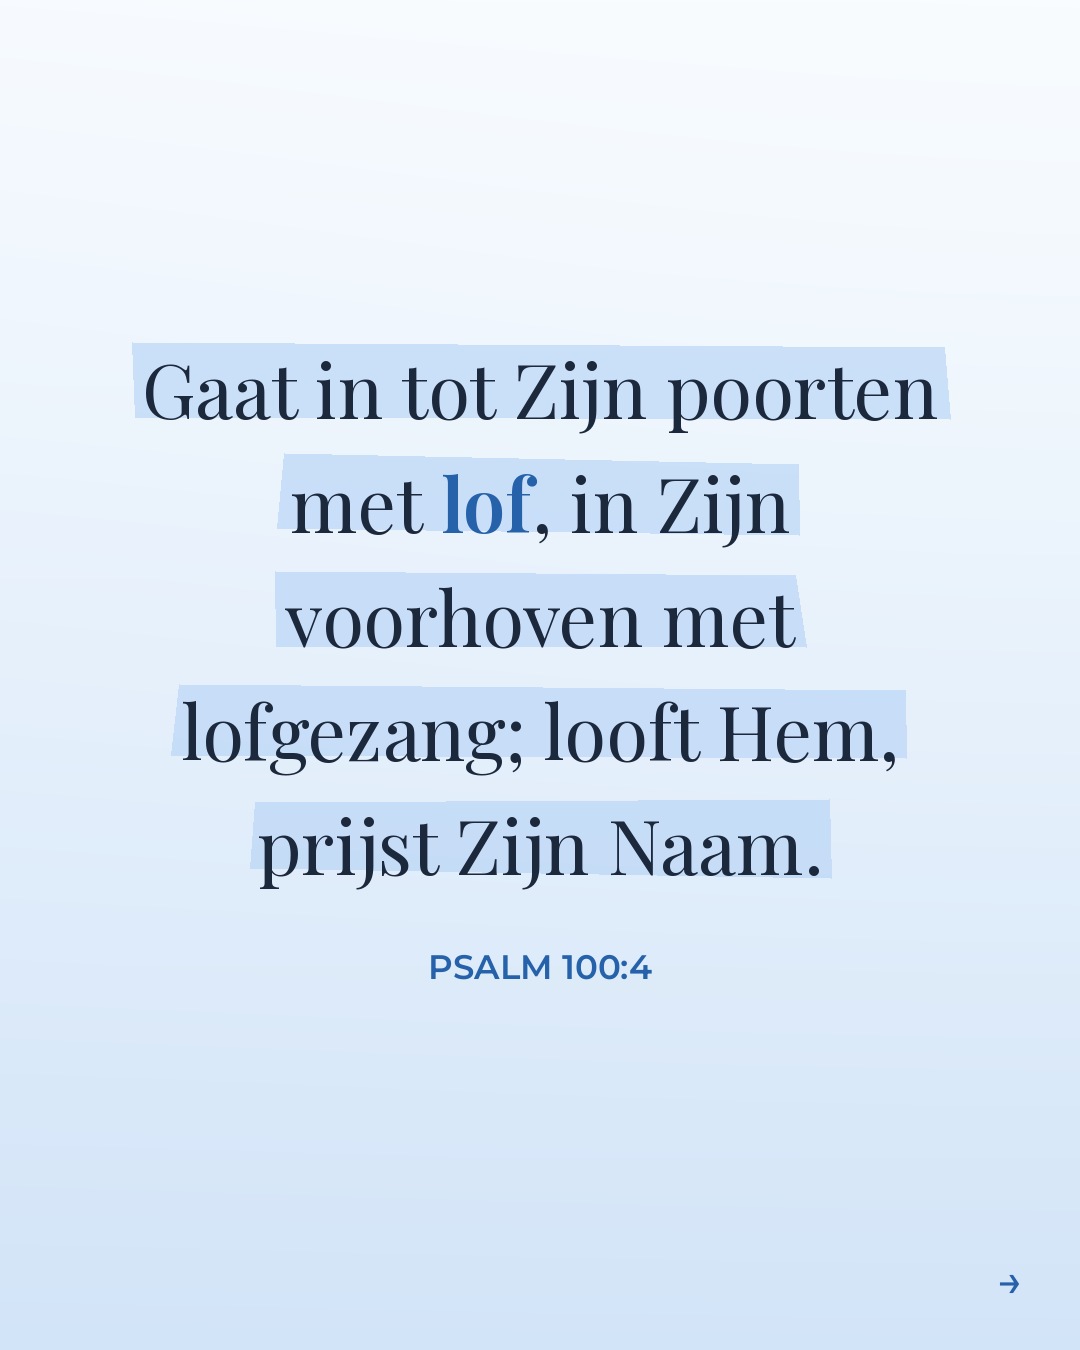 Gaat in tot Zijn poorten
met lof, in Zijn
voorhoven met
lofgezang; looft Hem,
prijst Zijn Naam.
PSALM 100:4
→